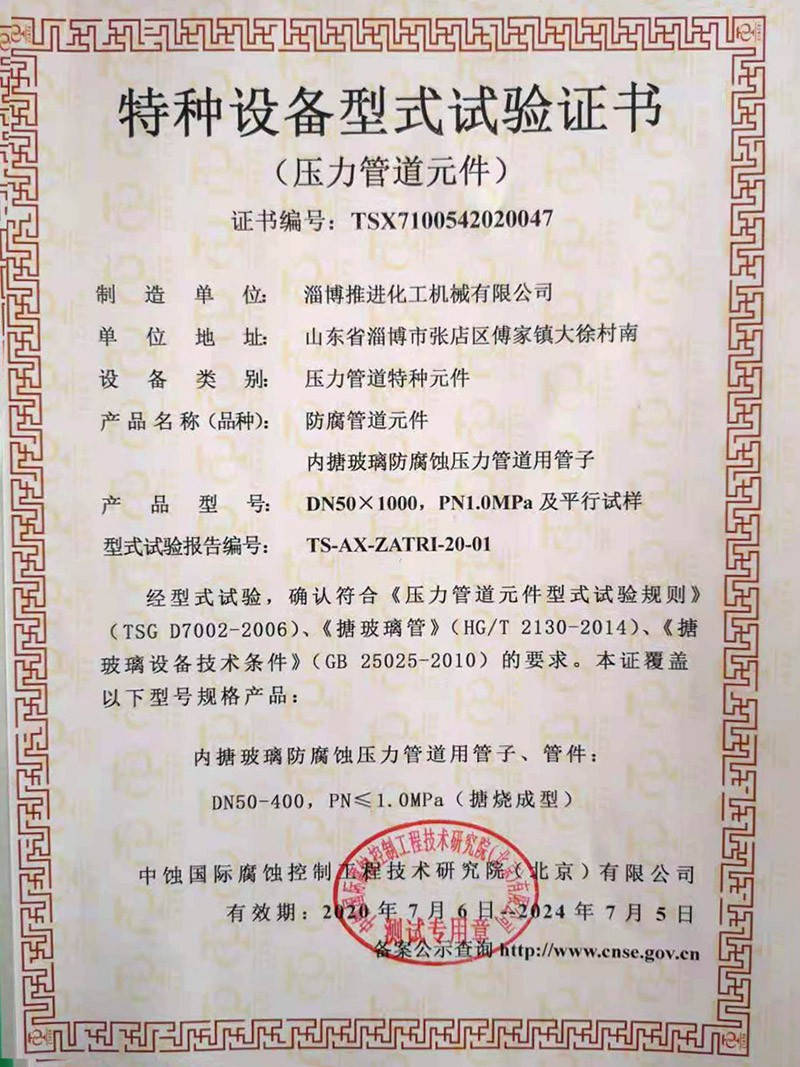 特种设备型式试验证书
（压力管道元件）
证书编号：TSX7100542020047
制造单位：淄博推进化工机械有限公司
单位地址：山东省淄博市张店区傅家镇大徐村南
设备类别：压力管道特种元件
产品名称（品种）：防腐管道元件
内搪玻璃防腐蚀压力管道用管子
产品型号：DN50×1000，PN1.0MPa 及平行试样
型式试验报告编号：TS-AX-ZATRI-20-01
经型式试验，确认符合《压力管道元件型式试验规则》
（TSG D7002-2006）、《搪玻璃管》（HG/T 2130-2014）、《搪
玻璃设备技术条件》（GB 25025-2010）的要求。本证覆盖
以下型号规格产品：
内搪玻璃防腐蚀压力管道用管子、管件：
DN50-400，PN≤1.0MPa（搪烧成型）
中蚀国际腐蚀控制工程技术研究院（北京）有限公司
有效期：2020 年 7 月 6 日--2024 年 7 月 5 日
测试专用章
备案公示查询 http://www.cnse.gov.cn